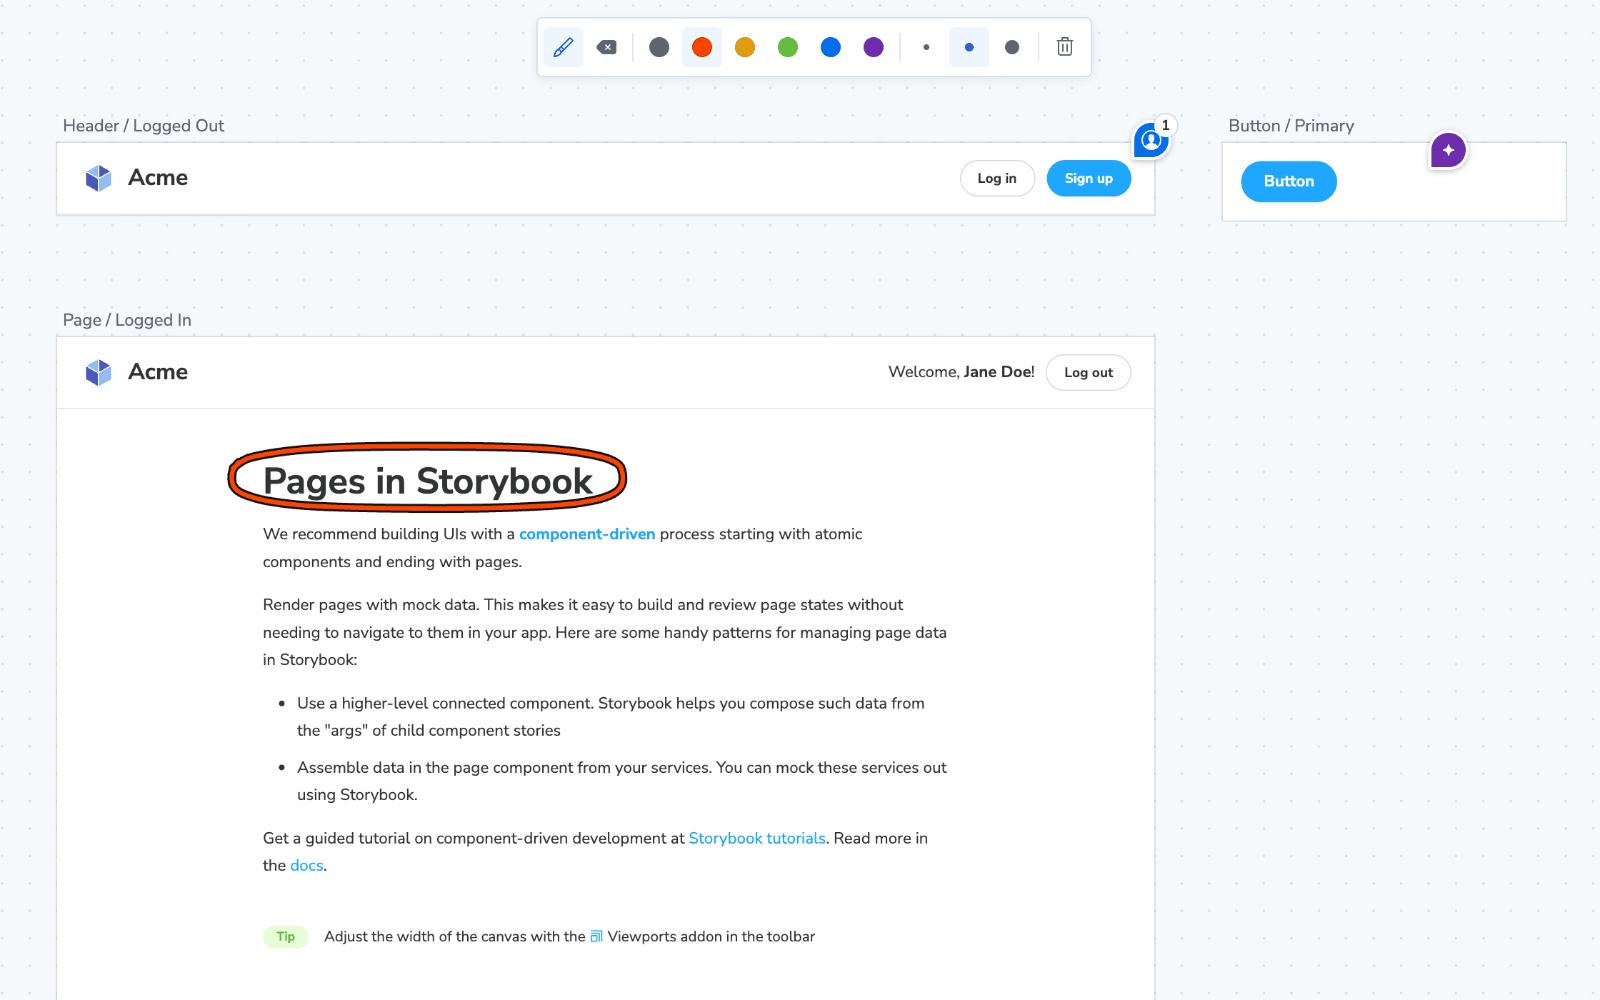 Header / Logged Out
1
Button / Primary
Acme
Log in
Sign up
Button
Page / Logged In
Acme
Welcome, Jane Doe!
Log out
Pages in Storybook
We recommend building UIs with a component-driven process starting with atomic
components and ending with pages.
Render pages with mock data. This makes it easy to build and review page states without
needing to navigate to them in your app. Here are some handy patterns for managing page data
in Storybook:
Use a higher-level connected component. Storybook helps you compose such data from
the "args" of child component stories
Assemble data in the page component from your services. You can mock these services out
using Storybook.
Get a guided tutorial on component-driven development at Storybook tutorials. Read more in
the docs.
Tip
Adjust the width of the canvas with the Viewports addon in the toolbar